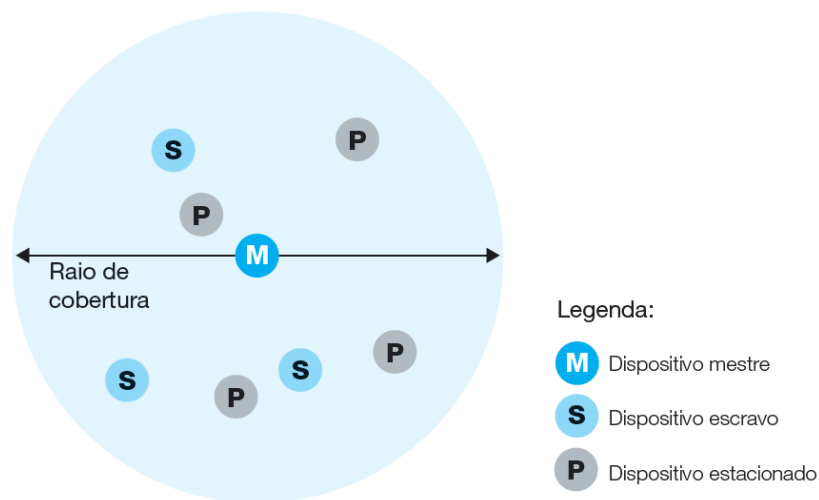 S
P
P
M
Raio de
cobertura
S
P
S
P
Legenda:
M Dispositivo mestre
S Dispositivo escravo
P Dispositivo estacionado